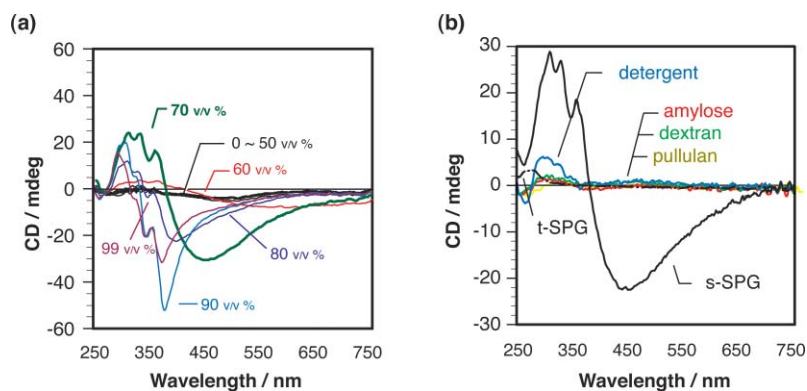 (a)
60
40
20
0
-20
-40
-60
CD / mdeg
70 v/v %
0 ~ 50 v/v %
60 v/v %
99 v/v %
80 v/v %
90 v/v %
250 350 450 550 650 750
Wavelength / nm
(b)
30
20
10
0
-10
-20
-30
CD / mdeg
detergent
amylose
dextran
pullulan
t-SPG
s-SPG
250 350 450 550 650 750
Wavelength / nm